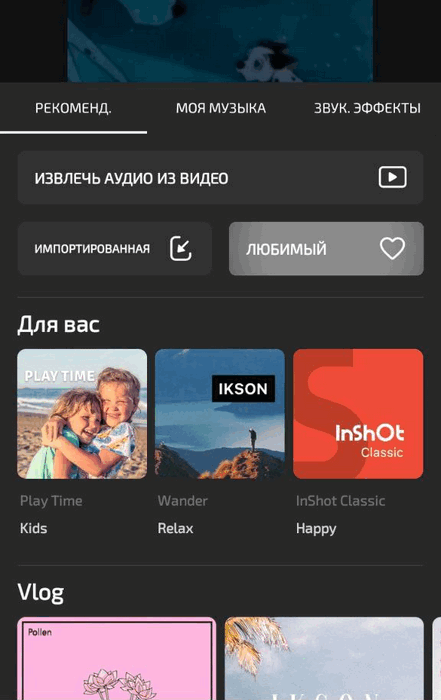 РЕКОМЕНД. МОЯ МУЗЫКА ЗВУК. ЭФФЕКТЫ
ИЗВЛЕЧЬ АУДИО ИЗ ВИДЕО
ИМПОРТИРОВАННАЯ ЛЮБИМЫЙ
Для вас
PLAY TIME
IKSON
InShOt
Classic
Play Time Wander InShot Classic
Kids Relax Happy
Vlog
Pollen
IKSON